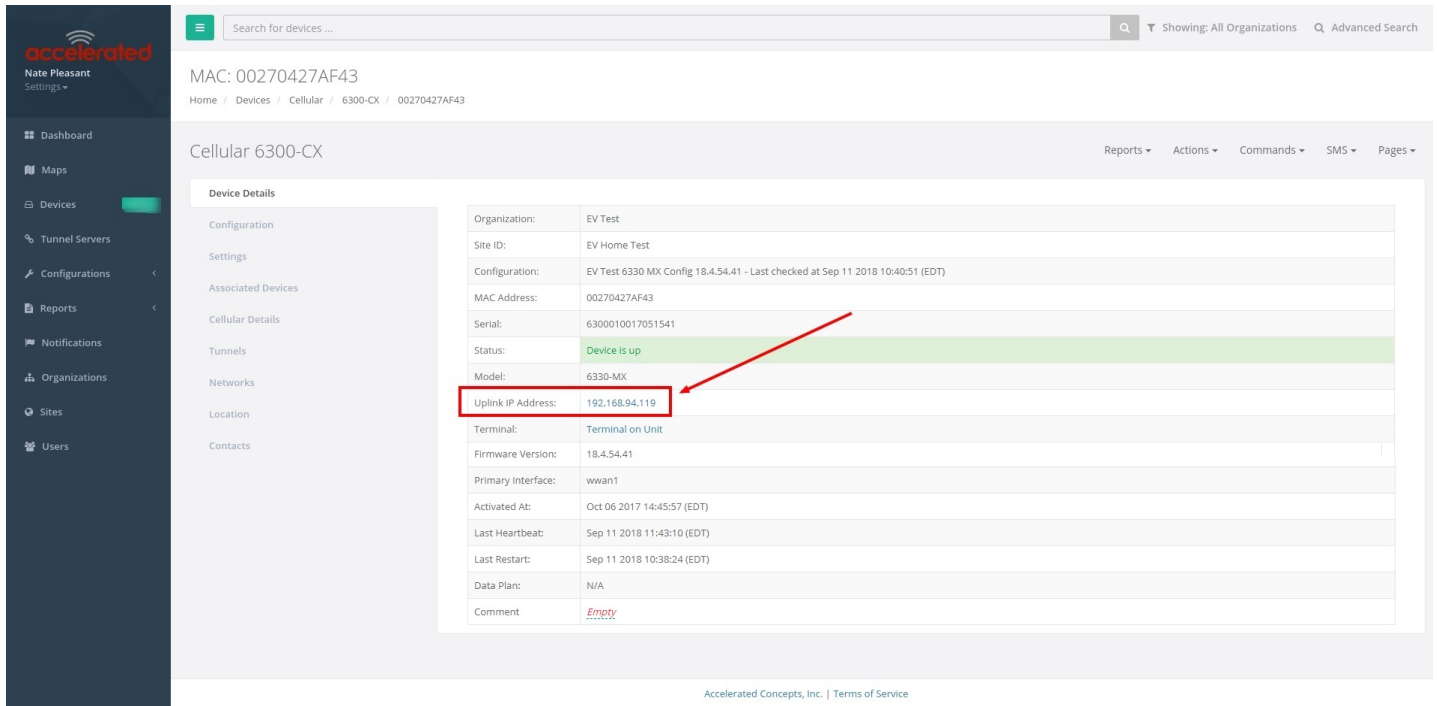 accelerated
Nate Pleasant
Settings
Dashboard
Maps
Devices
Tunnel Servers
Configurations
Reports
Notifications
Organizations
Sites
Users
Search for devices ...
Showing: All Organizations
Advanced Search
MAC: 00270427AF43
Home / Devices / Cellular / 6300-CX / 00270427AF43
Cellular 6300-CX
Reports Actions Commands SMS Pages
Device Details
Configuration
Settings
Associated Devices
Cellular Details
Tunnels
Networks
Location
Contacts
Organization: EV Test
Site ID: EV Home Test
Configuration: EV Test 6330 MX Config 18.4.54.41 - Last checked at Sep 11 2018 10:40:51 (EDT)
MAC Address: 00270427AF43
Serial: 6300010017051541
Status: Device is up
Model: 6330-MX
Uplink IP Address: 192.168.94.119
Terminal: Terminal on Unit
Firmware Version: 18.4.54.41
Primary Interface: wwan1
Activated At: Oct 06 2017 14:45:57 (EDT)
Last Heartbeat: Sep 11 2018 11:43:10 (EDT)
Last Restart: Sep 11 2018 10:38:24 (EDT)
Data Plan: N/A
Comment Empty
Accelerated Concepts, Inc. | Terms of Service